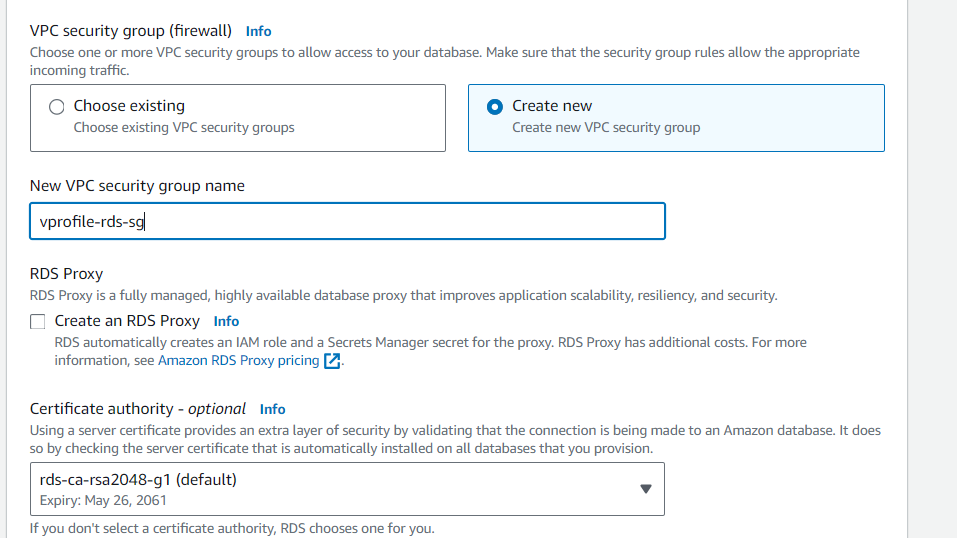 VPC security group (firewall) Info
Choose one or more VPC security groups to allow access to your database. Make sure that the security group rules allow the appropriate
incoming traffic.
Choose existing
Choose existing VPC security groups
Create new
Create new VPC security group
New VPC security group name
vprofile-rds-sg
RDS Proxy
RDS Proxy is a fully managed, highly available database proxy that improves application scalability, resiliency, and security.
Create an RDS Proxy Info
RDS automatically creates an IAM role and a Secrets Manager secret for the proxy. RDS Proxy has additional costs. For more
information, see Amazon RDS Proxy pricing.
Certificate authority - optional Info
Using a server certificate provides an extra layer of security by validating that the connection is being made to an Amazon database. It does
so by checking the server certificate that is automatically installed on all databases that you provision.
rds-ca-rsa2048-g1 (default)
Expiry: May 26, 2061
If you don't select a certificate authority, RDS chooses one for you.